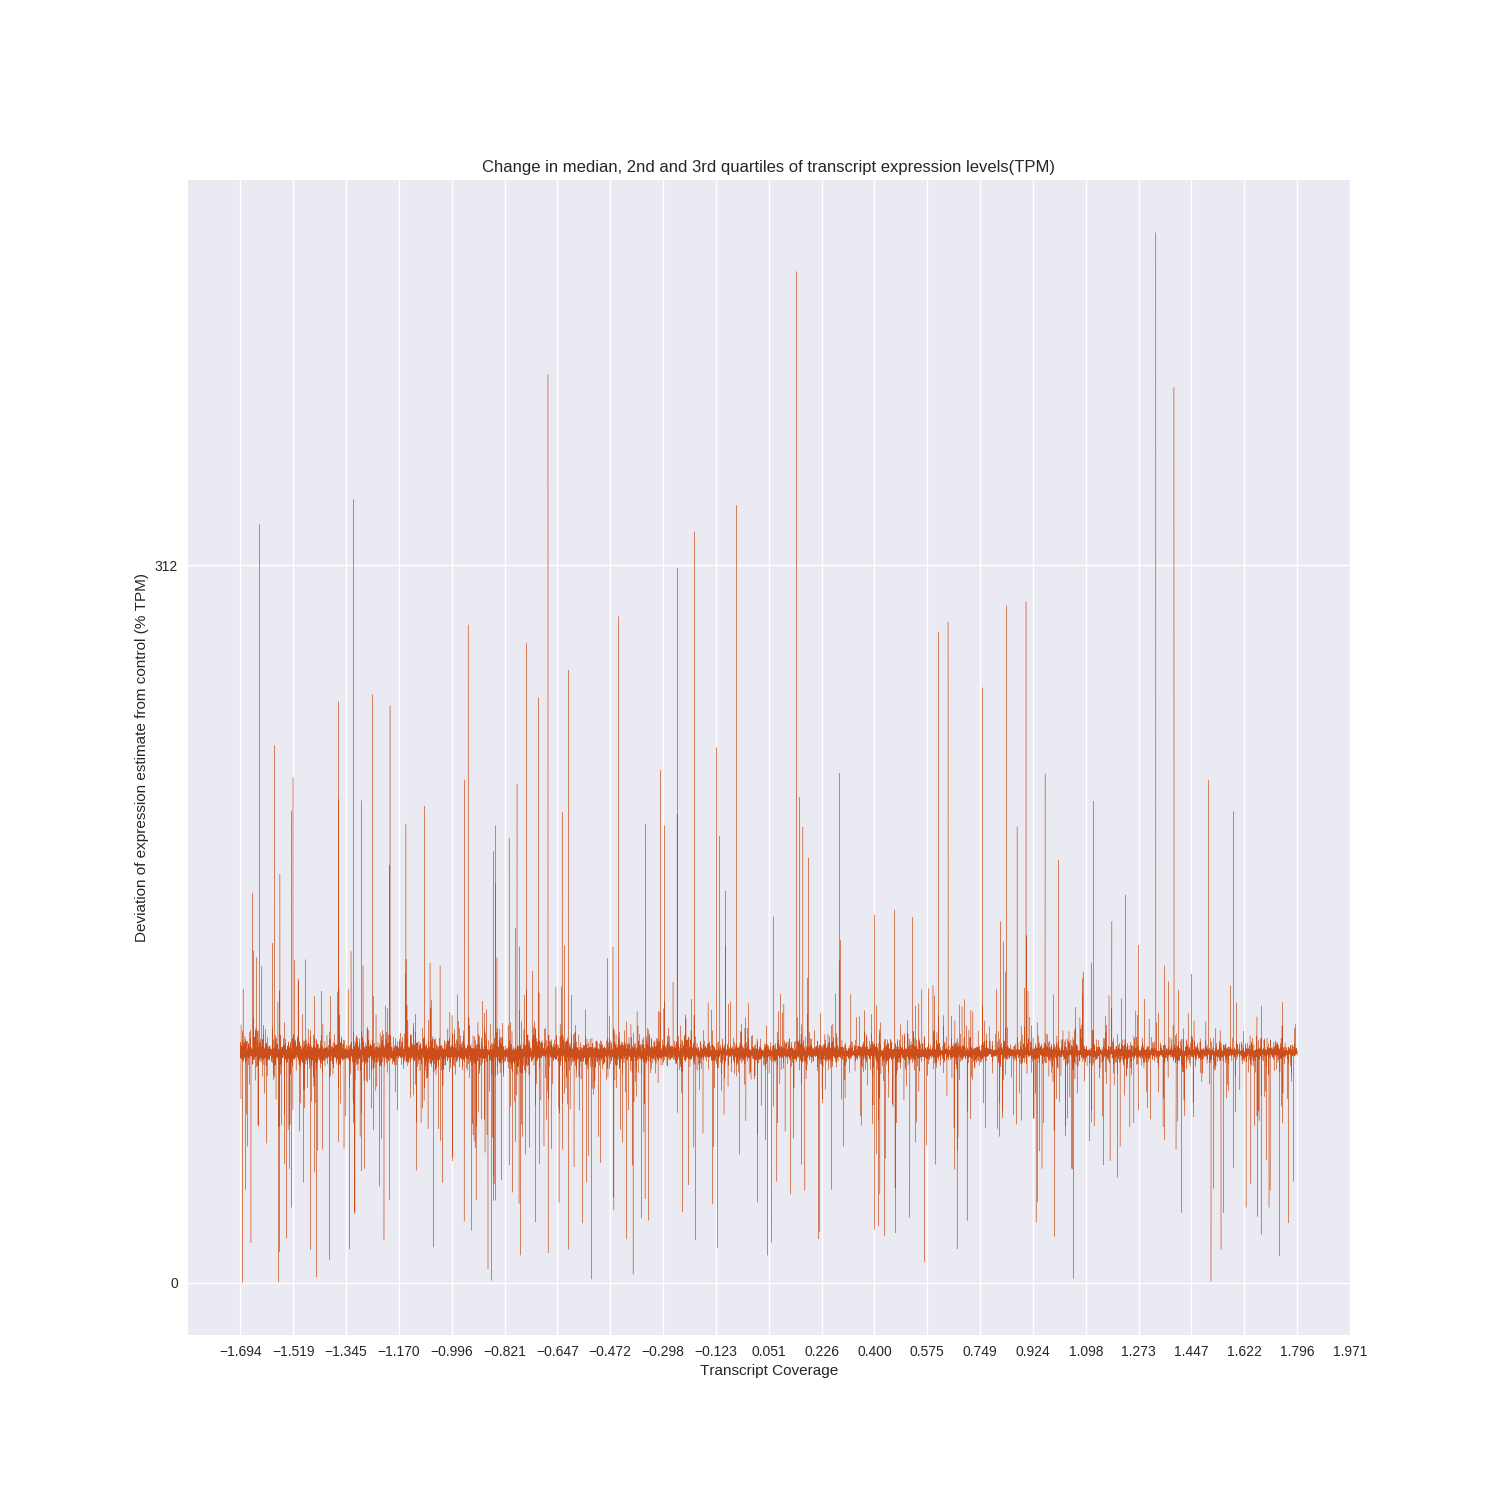 Change in median, 2nd and 3rd quartiles of transcript expression levels(TPM)
Deviation of expression estimate from control (% TPM)
312
0
−1.694 −1.519 −1.345 −1.170 −0.996 −0.821 −0.647 −0.472 −0.298 −0.123 0.051 0.226 0.400 0.575 0.749 0.924 1.098 1.273 1.447 1.622 1.796 1.971
Transcript Coverage